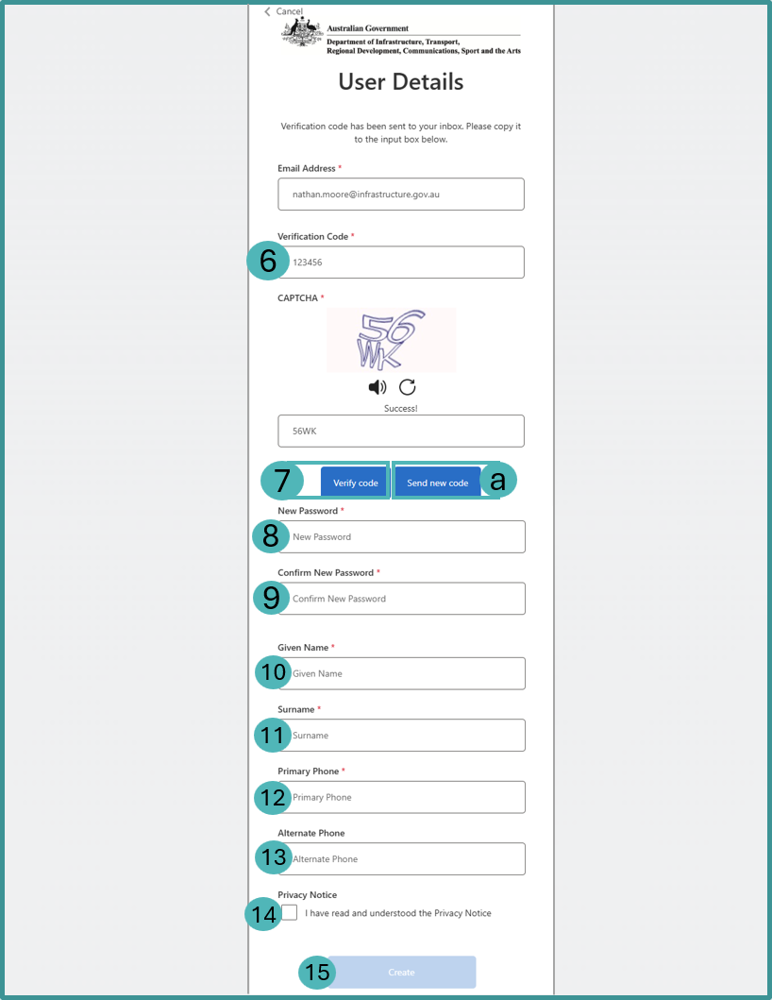 Cancel
Australian Government
Department of Infrastructure, Transport,
Regional Development, Communications, Sport and the Arts
User Details
Verification code has been sent to your inbox. Please copy it
to the input box below.
Email Address *
nathan.moore@infrastructure.gov.au
Verification Code *
6 123456
CAPTCHA *
56
WK
Success!
56WK
7 Verify code Send new code a
New Password *
8 New Password
Confirm New Password *
9 Confirm New Password
Given Name *
10 Given Name
Surname *
11 Surname
Primary Phone *
12 Primary Phone
Alternate Phone
13 Alternate Phone
Privacy Notice
14 I have read and understood the Privacy Notice
15 Create